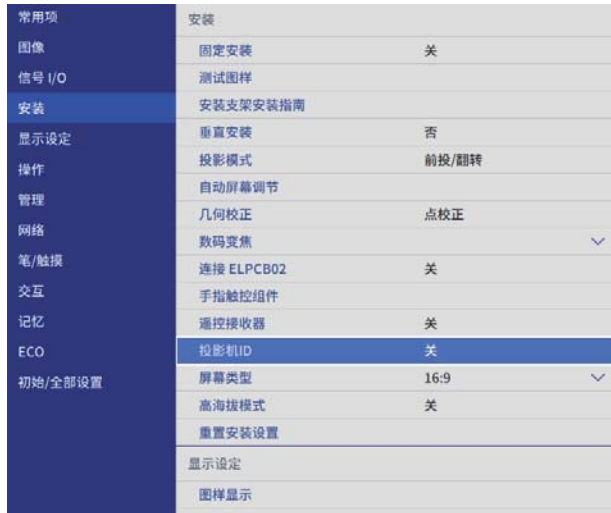 常用项
图像
信号 I/O
安装
显示设定
操作
管理
网络
笔/触摸
交互
记忆
ECO
初始/全部设置
安装
固定安装 关
测试图样
安装支架安装指南
垂直安装 否
投影模式 前投/翻转
自动屏幕调节
几何校正 点校正
数码变焦
连接 ELPCB02 关
手指触控组件
遥控接收器 关
投影机ID 关
屏幕类型 16:9
高海拔模式 关
重置安装设置
显示设定
图样显示